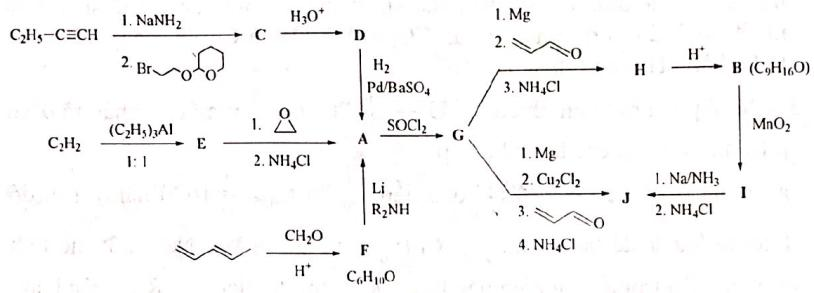 C₂H₅–C≡CH 1. NaNH₂ 2. Br O O C H₃O⁺ D
H₂ Pd/BaSO₄
C₂H₂ (C₂H₅)₃Al 1:1 E 1. O 2. NH₄Cl A SOCl₂ G
1. Mg 2. O 3. NH₄Cl H H⁺ B (C₉H₁₆O)
MnO₂
1. Mg 2. Cu₂Cl₂ 3. O 4. NH₄Cl J 1. Na/NH₃ 2. NH₄Cl I
Li R₂NH
CH₂O H⁺ F
C₆H₁₀O